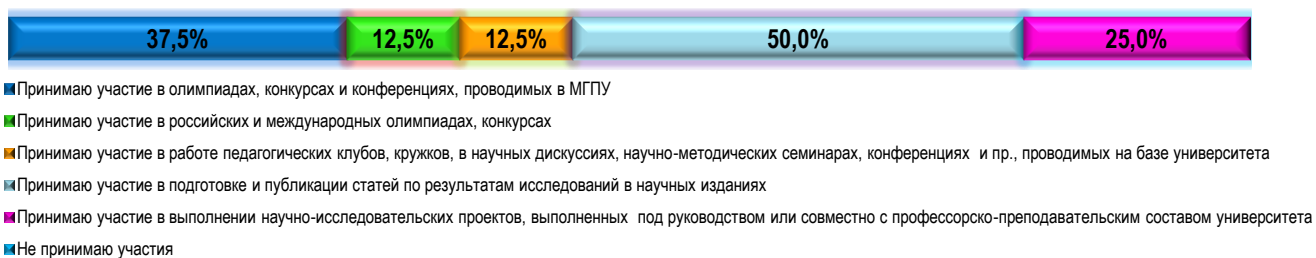 37,5% 12,5% 12,5% 50,0% 25,0%
Принимаю участие в олимпиадах, конкурсах и конференциях, проводимых в МГПУ
Принимаю участие в российских и международных олимпиадах, конкурсах
Принимаю участие в работе педагогических клубов, кружков, в научных дискуссиях, научно-методических семинарах, конференциях и пр., проводимых на базе университета
Принимаю участие в подготовке и публикации статей по результатам исследований в научных изданиях
Принимаю участие в выполнении научно-исследовательских проектов, выполненных под руководством или совместно с профессорско-преподавательским составом университета
Не принимаю участия